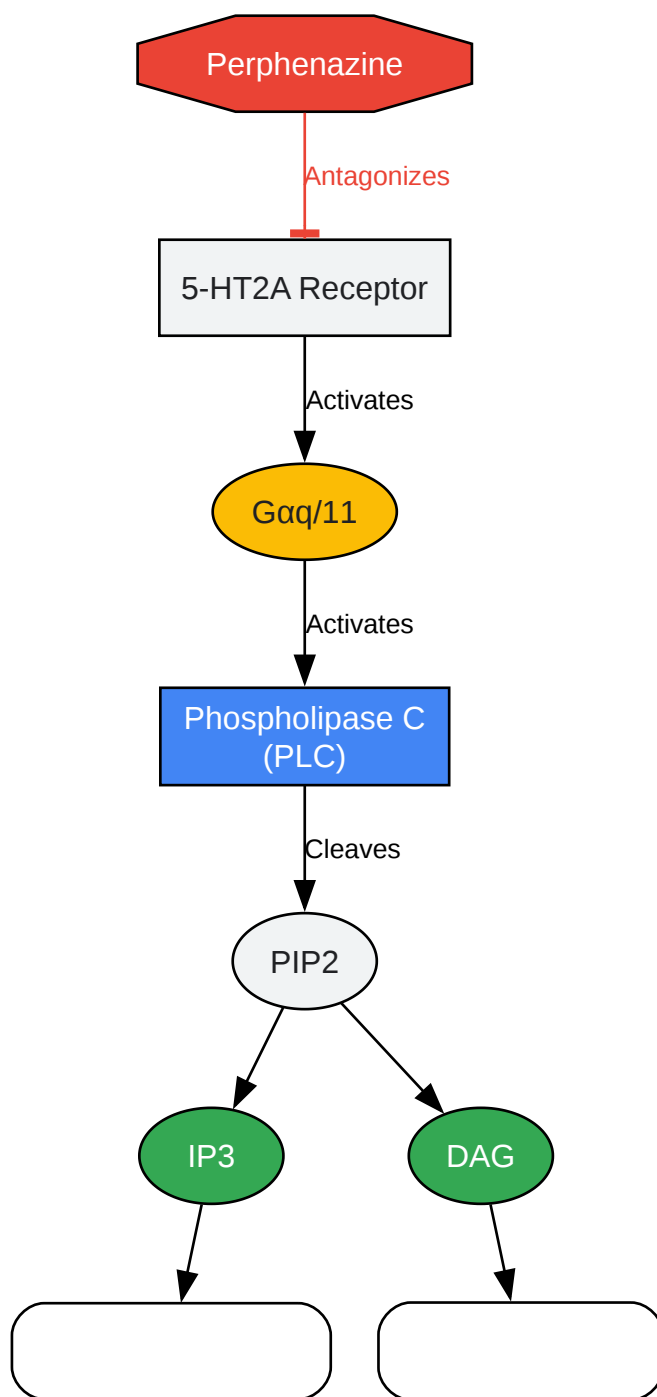 Perphenazine
Antagonizes
5-HT2A Receptor
Activates
Gαq/11
Activates
Phospholipase C
(PLC)
Cleaves
PIP2
IP3
DAG